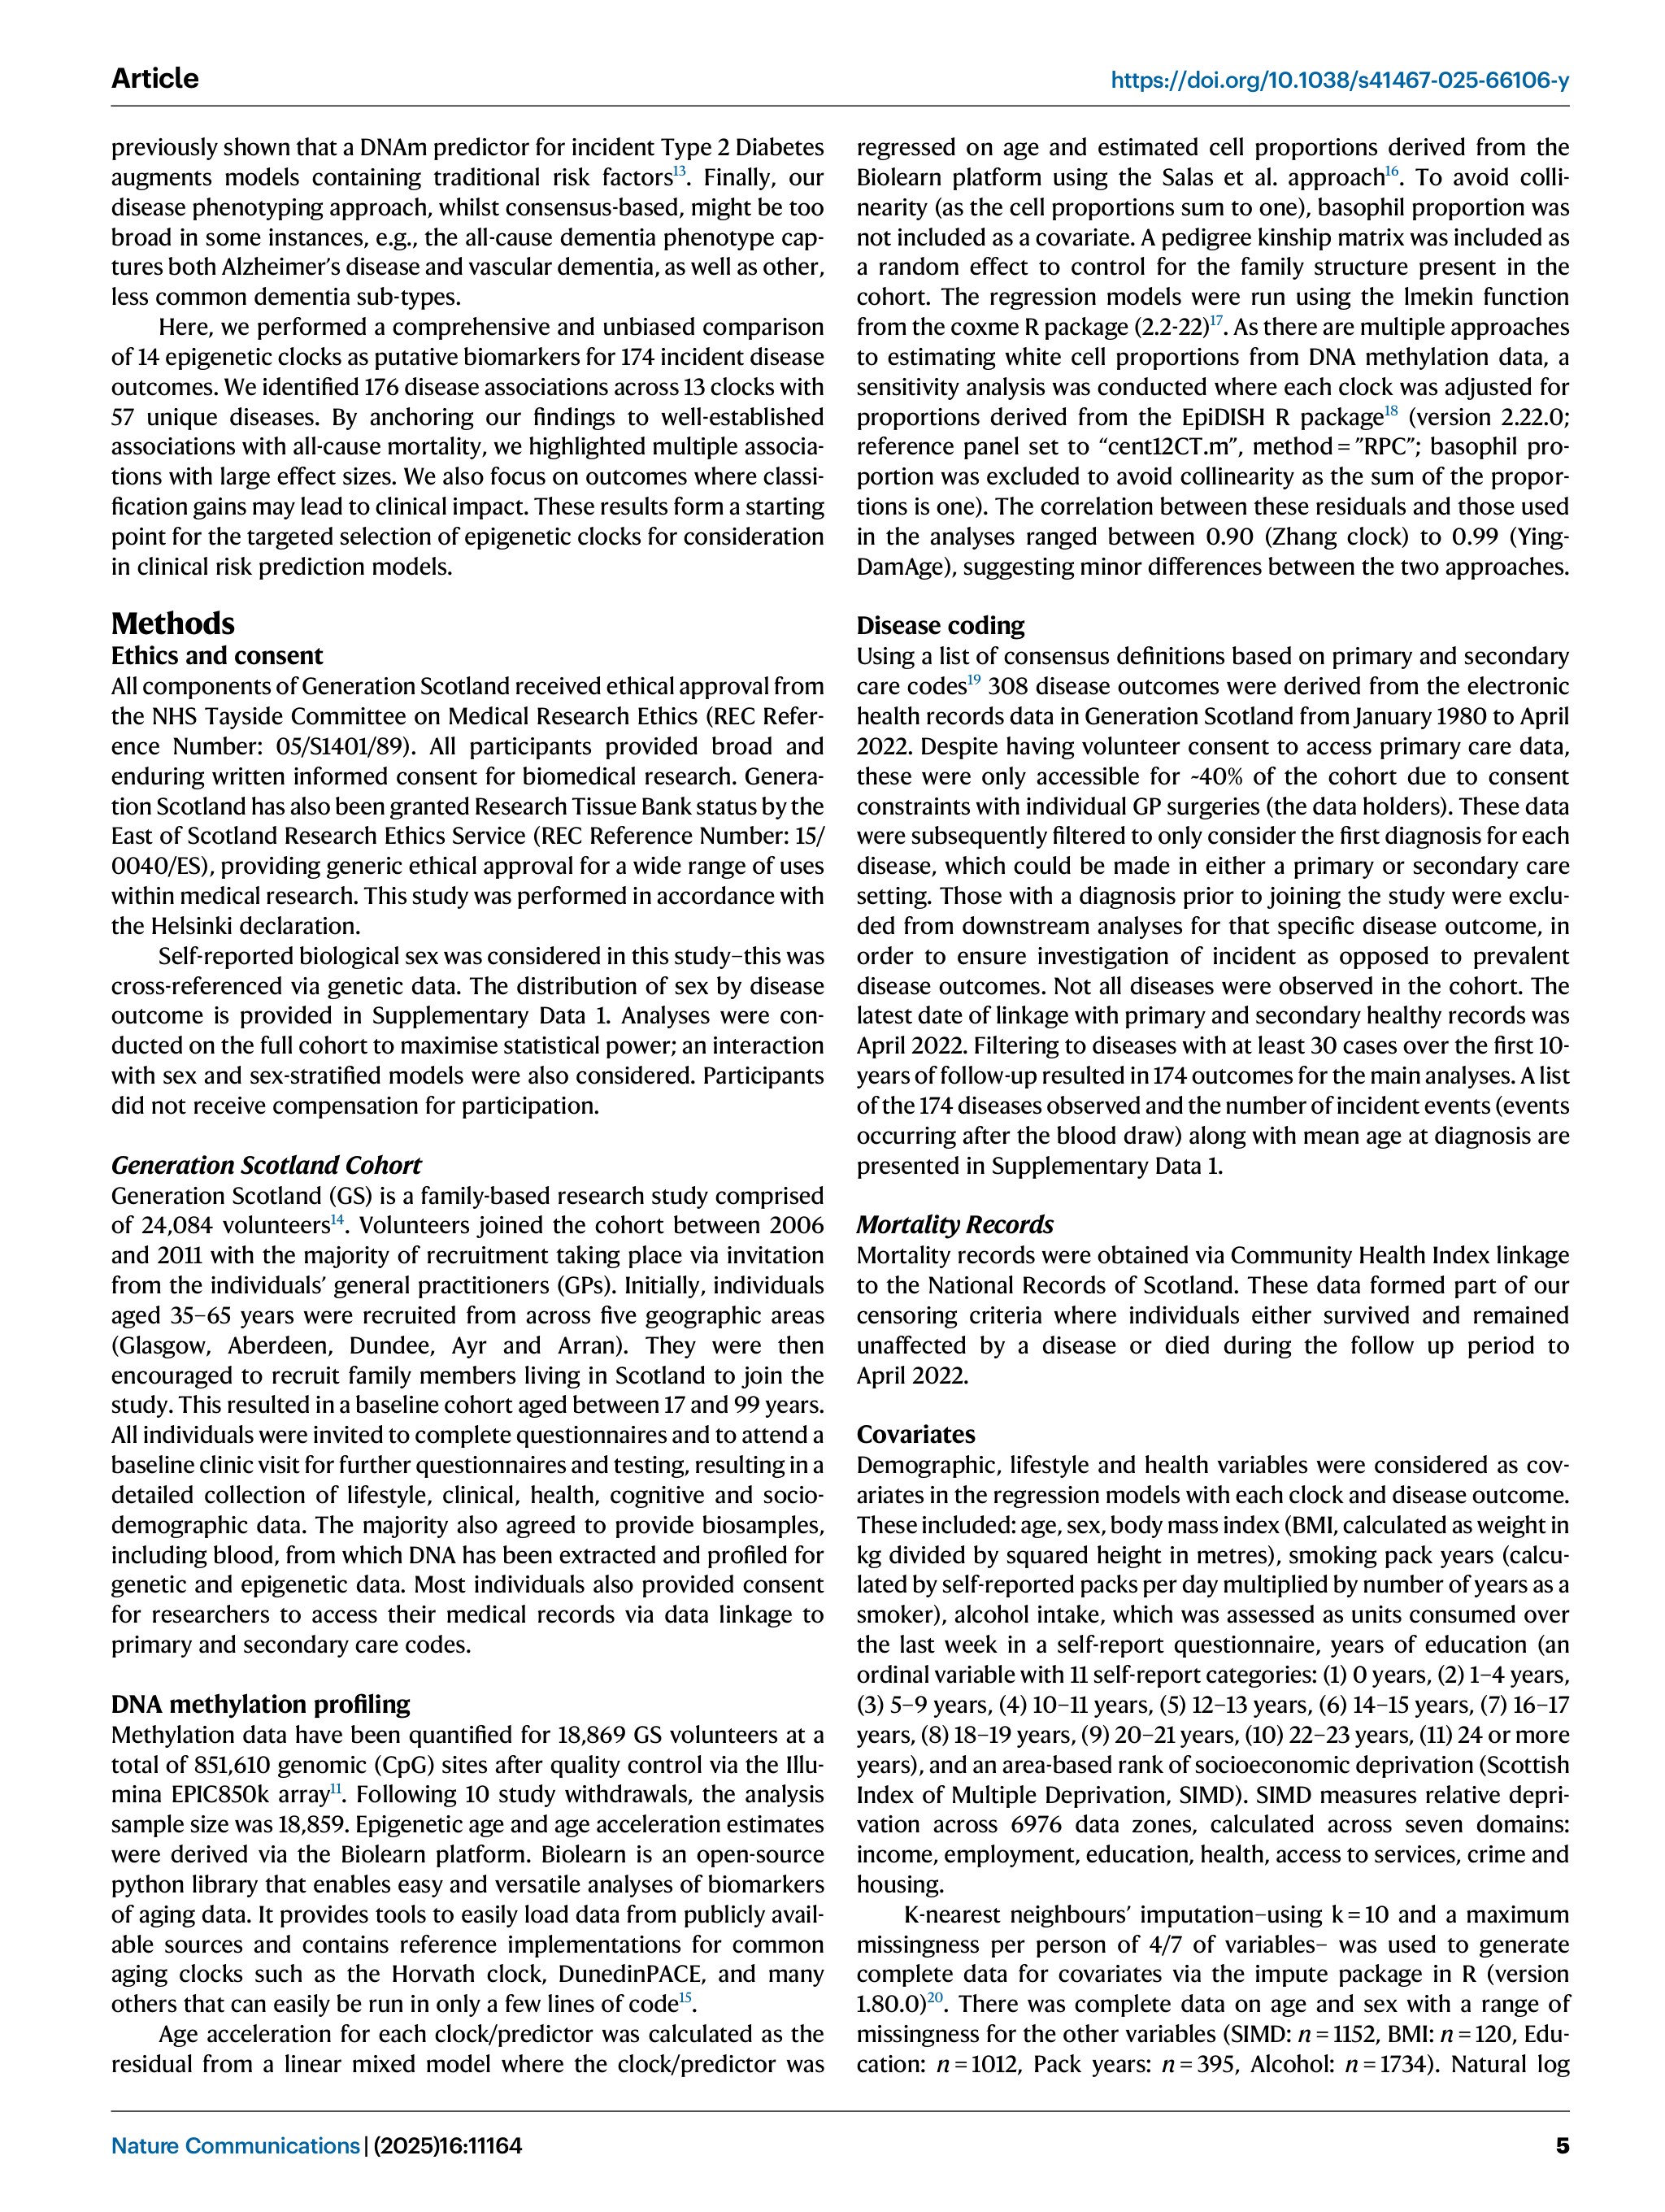 Article
https://doi.org/10.1038/s41467-025-66106-y
previously shown that a DNAm predictor for incident Type 2 Diabetes
augments models containing traditional risk factors13. Finally, our
disease phenotyping approach, whilst consensus-based, might be too
broad in some instances, e.g., the all-cause dementia phenotype cap-
tures both Alzheimer's disease and vascular dementia, as well as other,
less common dementia sub-types.
Here, we performed a comprehensive and unbiased comparison
of 14 epigenetic clocks as putative biomarkers for 174 incident disease
outcomes. We identified 176 disease associations across 13 clocks with
57 unique diseases. By anchoring our findings to well-established
associations with all-cause mortality, we highlighted multiple associa-
tions with large effect sizes. We also focus on outcomes where classi-
fication gains may lead to clinical impact. These results form a starting
point for the targeted selection of epigenetic clocks for consideration
in clinical risk prediction models.
Methods
Ethics and consent
All components of Generation Scotland received ethical approval from
the NHS Tayside Committee on Medical Research Ethics (REC Refer-
ence Number: 05/S1401/89). All participants provided broad and
enduring written informed consent for biomedical research. Genera-
tion Scotland has also been granted Research Tissue Bank status by the
East of Scotland Research Ethics Service (REC Reference Number: 15/
0040/ES), providing generic ethical approval for a wide range of uses
within medical research. This study was performed in accordance with
the Helsinki declaration.
Self-reported biological sex was considered in this study–this was
cross-referenced via genetic data. The distribution of sex by disease
outcome is provided in Supplementary Data 1. Analyses were con-
ducted on the full cohort to maximise statistical power; an interaction
with sex and sex-stratified models were also considered. Participants
did not receive compensation for participation.
Generation Scotland Cohort
Generation Scotland (GS) is a family-based research study comprised
of 24,084 volunteers14. Volunteers joined the cohort between 2006
and 2011 with the majority of recruitment taking place via invitation
from the individuals' general practitioners (GPs). Initially, individuals
aged 35–65 years were recruited from across five geographic areas
(Glasgow, Aberdeen, Dundee, Ayr and Arran). They were then
encouraged to recruit family members living in Scotland to join the
study. This resulted in a baseline cohort aged between 17 and 99 years.
All individuals were invited to complete questionnaires and to attend a
baseline clinic visit for further questionnaires and testing, resulting in a
detailed collection of lifestyle, clinical, health, cognitive and socio-
demographic data. The majority also agreed to provide biosamples,
including blood, from which DNA has been extracted and profiled for
genetic and epigenetic data. Most individuals also provided consent
for researchers to access their medical records via data linkage to
primary and secondary care codes.
DNA methylation profiling
Methylation data have been quantified for 18,869 GS volunteers at a
total of 851,610 genomic (CpG) sites after quality control via the Illu-
mina EPIC850k array11. Following 10 study withdrawals, the analysis
sample size was 18,859. Epigenetic age and age acceleration estimates
were derived via the Biolearn platform. Biolearn is an open-source
python library that enables easy and versatile analyses of biomarkers
of aging data. It provides tools to easily load data from publicly avail-
able sources and contains reference implementations for common
aging clocks such as the Horvath clock, DunedinPACE, and many
others that can easily be run in only a few lines of code15.
Age acceleration for each clock/predictor was calculated as the
residual from a linear mixed model where the clock/predictor was
regressed on age and estimated cell proportions derived from the
Biolearn platform using the Salas et al. approach16. To avoid colli-
nearity (as the cell proportions sum to one), basophil proportion was
not included as a covariate. A pedigree kinship matrix was included as
a random effect to control for the family structure present in the
cohort. The regression models were run using the lmekin function
from the coxme R package (2.2-22)17. As there are multiple approaches
to estimating white cell proportions from DNA methylation data, a
sensitivity analysis was conducted where each clock was adjusted for
proportions derived from the EpiDISH R package18 (version 2.22.0;
reference panel set to “cent12CT.m”, method = ”RPC”; basophil pro-
portion was excluded to avoid collinearity as the sum of the propor-
tions is one). The correlation between these residuals and those used
in the analyses ranged between 0.90 (Zhang clock) to 0.99 (Ying-
DamAge), suggesting minor differences between the two approaches.
Disease coding
Using a list of consensus definitions based on primary and secondary
care codes19 308 disease outcomes were derived from the electronic
health records data in Generation Scotland from January 1980 to April
2022. Despite having volunteer consent to access primary care data,
these were only accessible for ~40% of the cohort due to consent
constraints with individual GP surgeries (the data holders). These data
were subsequently filtered to only consider the first diagnosis for each
disease, which could be made in either a primary or secondary care
setting. Those with a diagnosis prior to joining the study were exclu-
ded from downstream analyses for that specific disease outcome, in
order to ensure investigation of incident as opposed to prevalent
disease outcomes. Not all diseases were observed in the cohort. The
latest date of linkage with primary and secondary healthy records was
April 2022. Filtering to diseases with at least 30 cases over the first 10-
years of follow-up resulted in 174 outcomes for the main analyses. A list
of the 174 diseases observed and the number of incident events (events
occurring after the blood draw) along with mean age at diagnosis are
presented in Supplementary Data 1.
Mortality Records
Mortality records were obtained via Community Health Index linkage
to the National Records of Scotland. These data formed part of our
censoring criteria where individuals either survived and remained
unaffected by a disease or died during the follow up period to
April 2022.
Covariates
Demographic, lifestyle and health variables were considered as cov-
ariates in the regression models with each clock and disease outcome.
These included: age, sex, body mass index (BMI, calculated as weight in
kg divided by squared height in metres), smoking pack years (calcu-
lated by self-reported packs per day multiplied by number of years as a
smoker), alcohol intake, which was assessed as units consumed over
the last week in a self-report questionnaire, years of education (an
ordinal variable with 11 self-report categories: (1) 0 years, (2) 1–4 years,
(3) 5–9 years, (4) 10–11 years, (5) 12–13 years, (6) 14–15 years, (7) 16–17
years, (8) 18–19 years, (9) 20–21 years, (10) 22–23 years, (11) 24 or more
years), and an area-based rank of socioeconomic deprivation (Scottish
Index of Multiple Deprivation, SIMD). SIMD measures relative depri-
vation across 6976 data zones, calculated across seven domains:
income, employment, education, health, access to services, crime and
housing.
K-nearest neighbours' imputation–using k = 10 and a maximum
missingness per person of 4/7 of variables– was used to generate
complete data for covariates via the impute package in R (version
1.80.0)20. There was complete data on age and sex with a range of
missingness for the other variables (SIMD: n = 1152, BMI: n = 120, Edu-
cation: n = 1012, Pack years: n = 395, Alcohol: n = 1734). Natural log
Nature Communications | (2025)16:11164
5